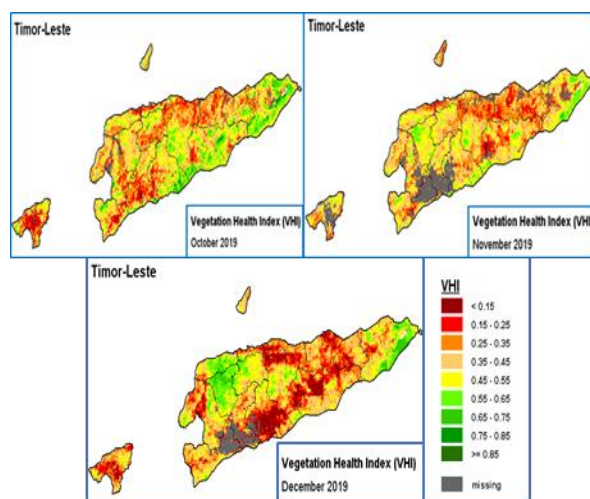 Timor-Leste
Vegetation Health Index (VHI)
October 2019
Timor-Leste
Vegetation Health Index (VHI)
November 2019
Timor-Leste
Vegetation Health Index (VHI)
December 2019
VHI
< 0.15
0.15 - 0.25
0.25 - 0.35
0.35 - 0.45
0.45 - 0.55
0.55 - 0.65
0.65 - 0.75
0.75 - 0.85
>= 0.85
missing